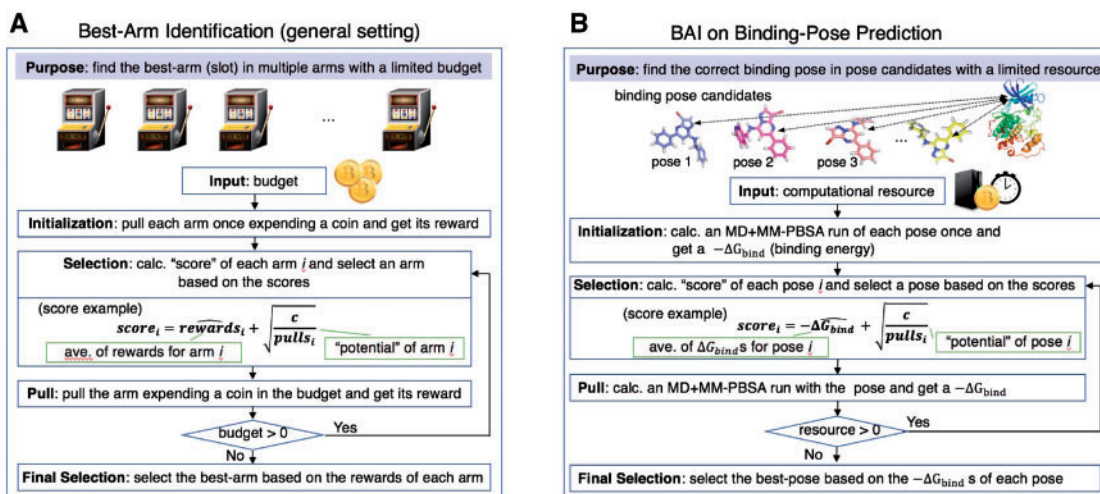 A
Best-Arm Identification (general setting)
Purpose: find the best-arm (slot) in multiple arms with a limited budget
...
Input: budget
Initialization: pull each arm once expending a coin and get its reward
Selection: calc. “score” of each arm i and select an arm
based on the scores
(score example)
score_i = rewards_i + √(c / pulls_i)
ave. of rewards for arm i
“potential” of arm i
Pull: pull the arm expending a coin in the budget and get its reward
budget > 0
Yes
No
Final Selection: select the best-arm based on the rewards of each arm
B
BAI on Binding-Pose Prediction
Purpose: find the correct binding pose in pose candidates with a limited resource
binding pose candidates
pose 1 pose 2 pose 3 ...
Input: computational resource
Initialization: calc. an MD+MM-PBSA run of each pose once and
get a −ΔG_bind (binding energy)
Selection: calc. “score” of each pose i and select a pose based on the scores
(score example)
score_i = −ΔG_bind + √(c / pulls_i)
ave. of ΔG_binds for pose i
“potential” of pose i
Pull: calc. an MD+MM-PBSA run with the pose and get a −ΔG_bind
resource > 0
Yes
No
Final Selection: select the best-pose based on the −ΔG_bind s of each pose